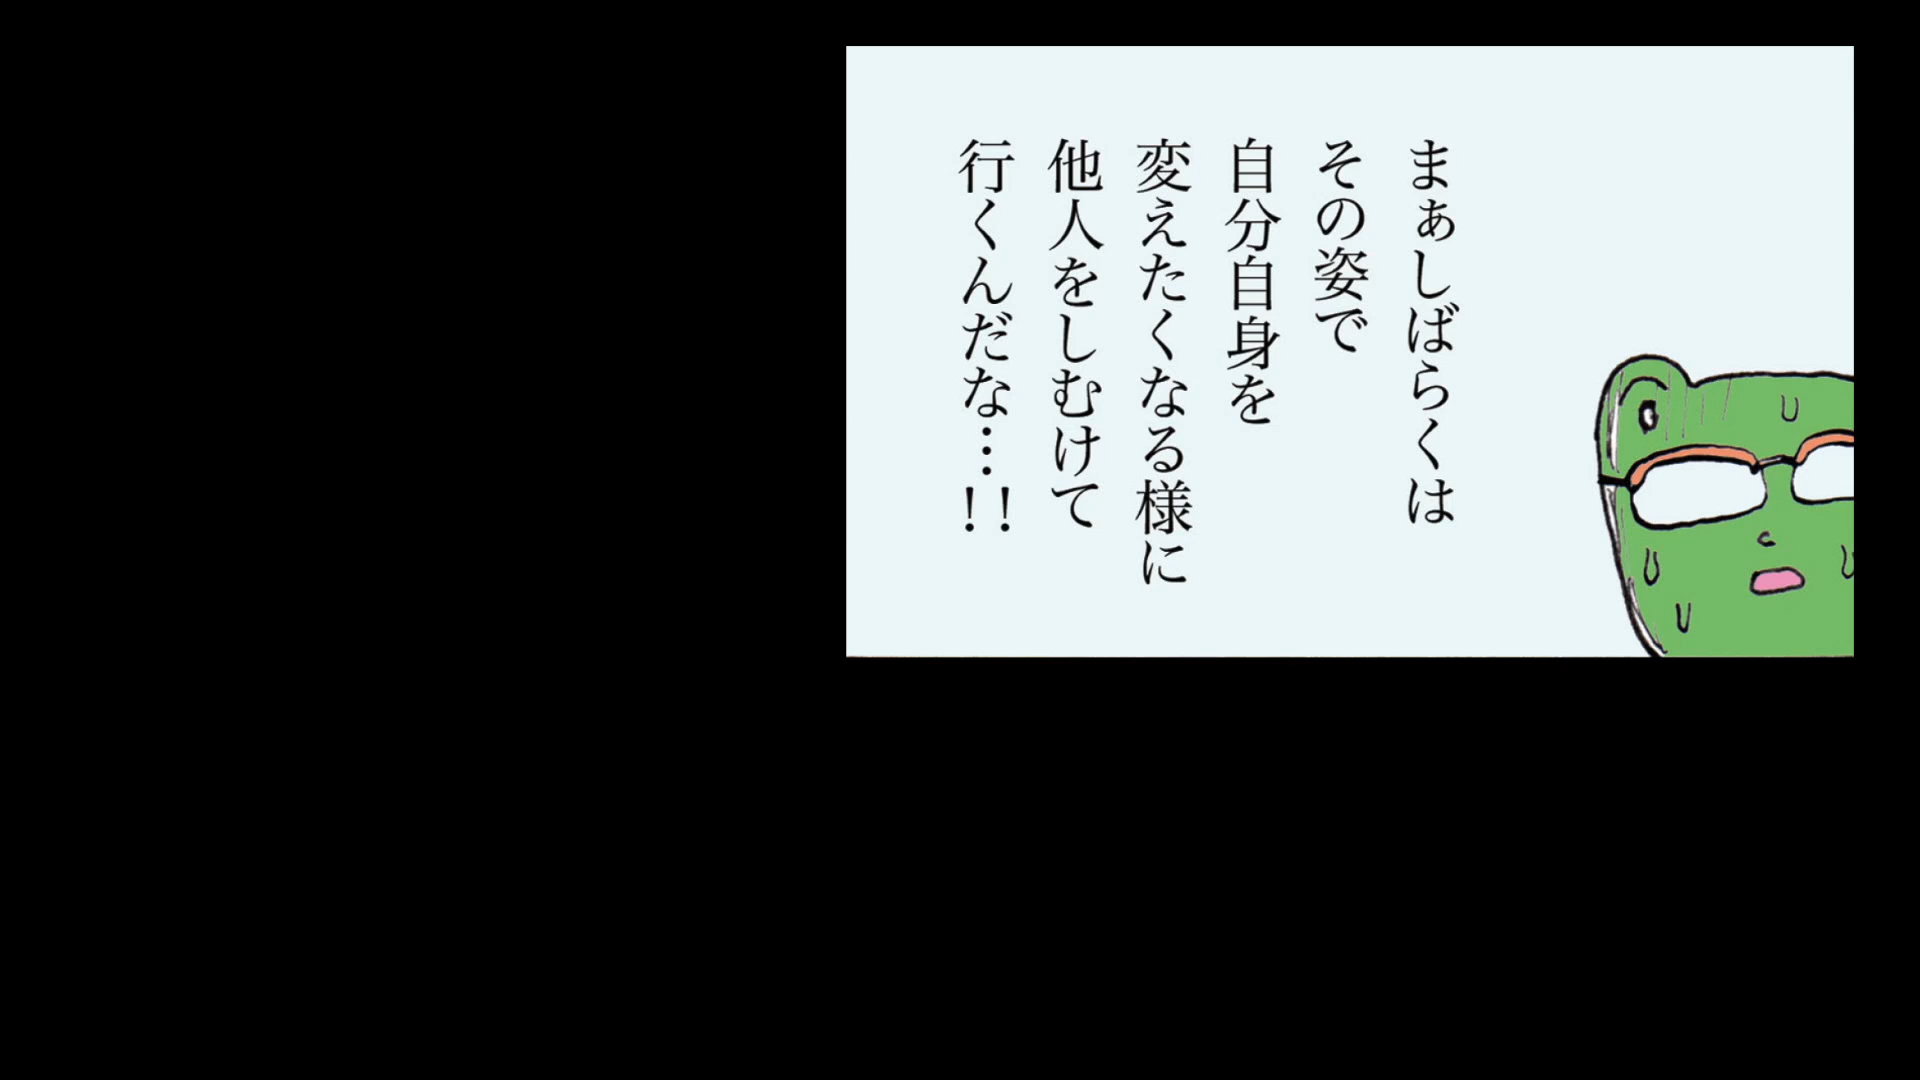 まぁしばらくは
その姿で
自分自身を
変えたくなる様に
他人をしむけて
行くんだな…!!